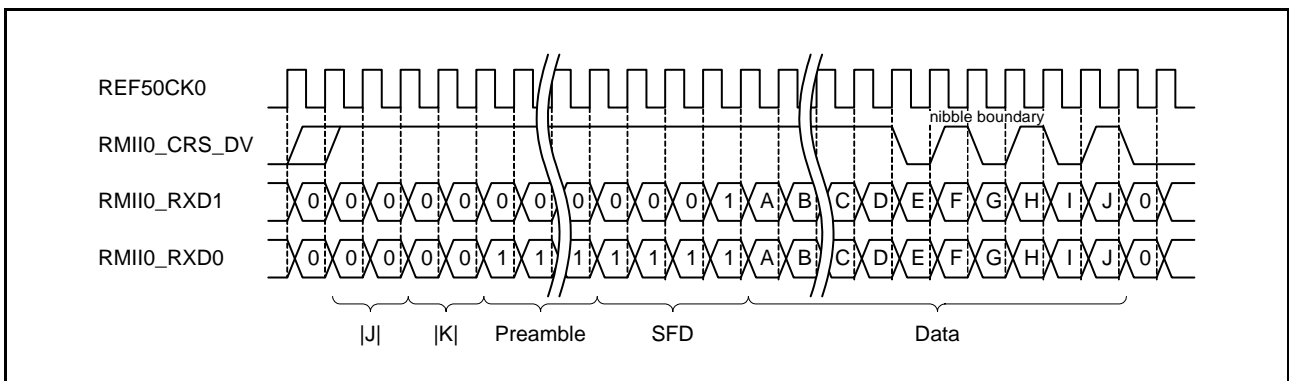 REF50CK0
nibble boundary
RMII0_CRS_DV
RMII0_RXD1 0 0 0 0 0 0 0 0 0 0 0 1 A B C D E F G H I J 0
RMII0_RXD0 0 0 0 0 0 1 1 1 1 1 1 1 A B C D E F G H I J 0
|J| |K| Preamble SFD Data